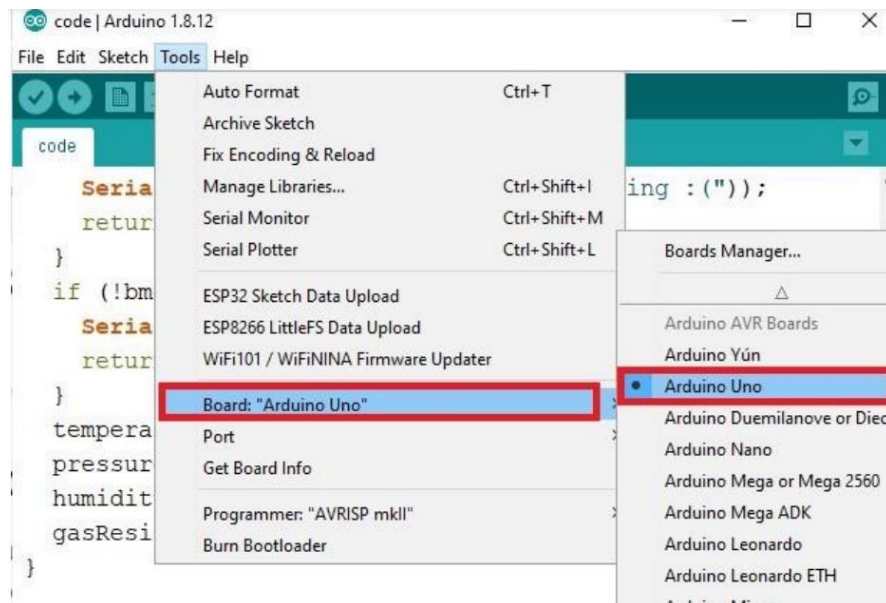 code | Arduino 1.8.12
File Edit Sketch Tools Help
code
Auto Format Ctrl+T
Archive Sketch
Fix Encoding & Reload
Manage Libraries... Ctrl+Shift+I
Serial Monitor Ctrl+Shift+M
Serial Plotter Ctrl+Shift+L
ESP32 Sketch Data Upload
ESP8266 LittleFS Data Upload
WiFi101 / WiFiNINA Firmware Updater
Board: "Arduino Uno"
Port
Get Board Info
Programmer: "AVRISP mkII"
Burn Bootloader
Boards Manager...
Arduino AVR Boards
Arduino Yún
Arduino Uno
Arduino Duemilanove or Diec
Arduino Nano
Arduino Mega or Mega 2560
Arduino Mega ADK
Arduino Leonardo
Arduino Leonardo ETH
Seria ing :("));
retur
}
if (!bm
Seria
retur
}
tempera
pressur
humidit
gasResi
}